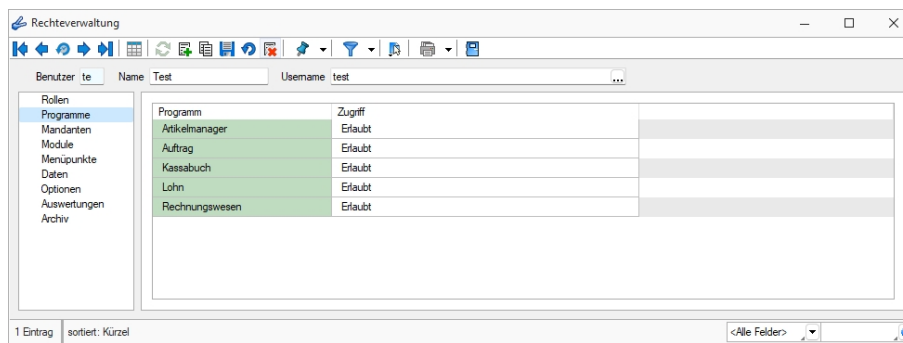 Rechteverwaltung
Benutzer te Name Test Username test ...
Rollen
Programme
Mandanten
Module
Menüpunkte
Daten
Optionen
Auswertungen
Archiv
Programm Zugriff
Artikelmanager Erlaubt
Auftrag Erlaubt
Kassabuch Erlaubt
Lohn Erlaubt
Rechnungswesen Erlaubt
1 Eintrag sortiert: Kürzel <Alle Felder>